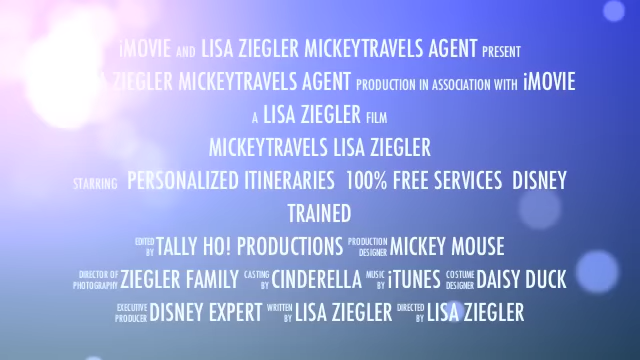 iMOVIE AND LISA ZIEGLER MICKEYTRAVELS AGENT PRESENT
ZIEGLER MICKEYTRAVELS AGENT PRODUCTION IN ASSOCIATION WITH iMOVIE
A LISA ZIEGLER FILM
MICKEYTRAVELS LISA ZIEGLER
STARRING PERSONALIZED ITINERARIES 100% FREE SERVICES DISNEY
TRAINED
EDITED BY TALLY HO! PRODUCTIONS PRODUCTION DESIGNER MICKEY MOUSE
DIRECTOR OF PHOTOGRAPHY ZIEGLER FAMILY CASTING BY CINDERELLA MUSIC BY iTUNES COSTUME DESIGNER DAISY DUCK
EXECUTIVE PRODUCER DISNEY EXPERT WRITTEN BY LISA ZIEGLER DIRECTED BY LISA ZIEGLER